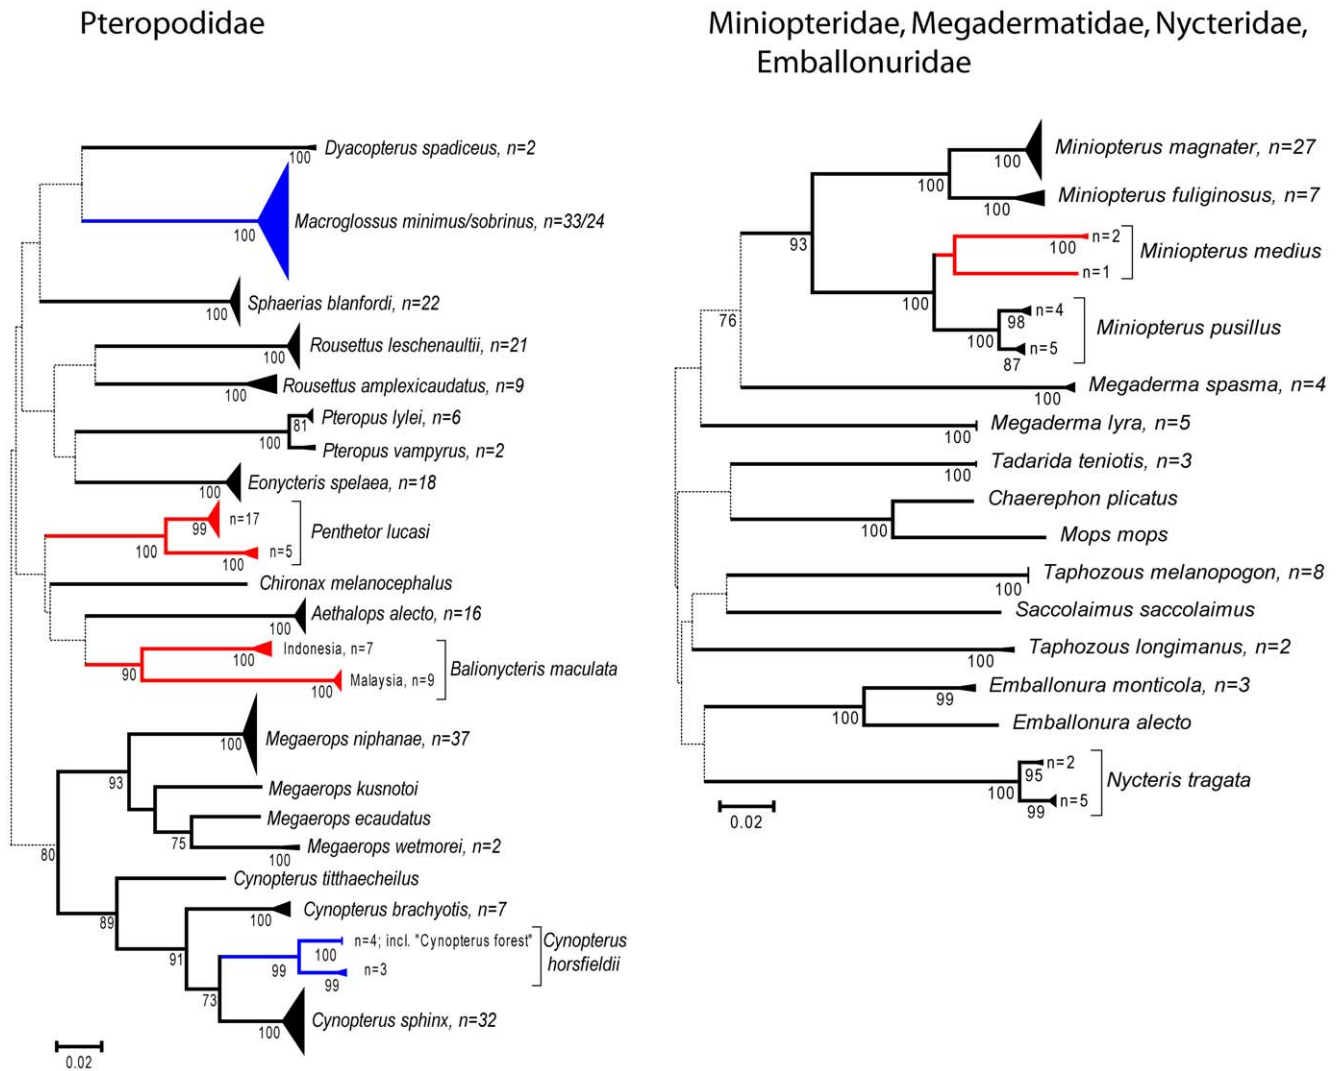 Pteropodidae
Dyacopterus spadiceus, n=2
100
Macroglossus minimus/sobrinus, n=33/24
100
Sphaerias blanfordi, n=22
100
Rousettus leschenaultii, n=21
100
Rousettus amplexicaudatus, n=9
100
Pteropus lylei, n=6
81
100
Pteropus vampyrus, n=2
Eonycteris spelaea, n=18
100
n=17
99
Penthetor lucasi
100
n=5
100
Chironax melanocephalus
Aethalops alecto, n=16
100
Indonesia, n=7
100
Balionycteris maculata
90
Malaysia, n=9
100
Megaerops niphanae, n=37
100
93
Megaerops kusnotoi
Megaerops ecaudatus
75
Megaerops wetmorei, n=2
100
80
Cynopterus titthaecheilus
89
Cynopterus brachyotis, n=7
100
91
n=4; incl. "Cynopterus forest"
100
Cynopterus
horsfieldii
99
n=3
99
73
Cynopterus sphinx, n=32
100
0.02
Miniopteridae, Megadermatidae, Nycteridae,
Emballonuridae
Miniopterus magnater, n=27
100
100
Miniopterus fuliginosus, n=7
100
93
n=2
100
Miniopterus medius
n=1
100
n=4
98
Miniopterus pusillus
100
n=5
87
76
Megaderma spasma, n=4
100
Megaderma lyra, n=5
100
Tadarida teniotis, n=3
100
Chaerephon plicatus
100
Mops mops
Taphozous melanopogon, n=8
100
Saccolaimus saccolaimus
Taphozous longimanus, n=2
100
Emballonura monticola, n=3
99
100
Emballonura alecto
n=2
95
Nycteris tragata
100
n=5
99
0.02